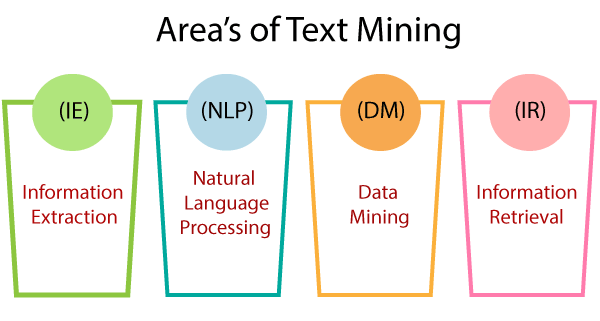 Area's of Text Mining
(IE)
Information
Extraction
(NLP)
Natural
Language
Processing
(DM)
Data
Mining
(IR)
Information
Retrieval